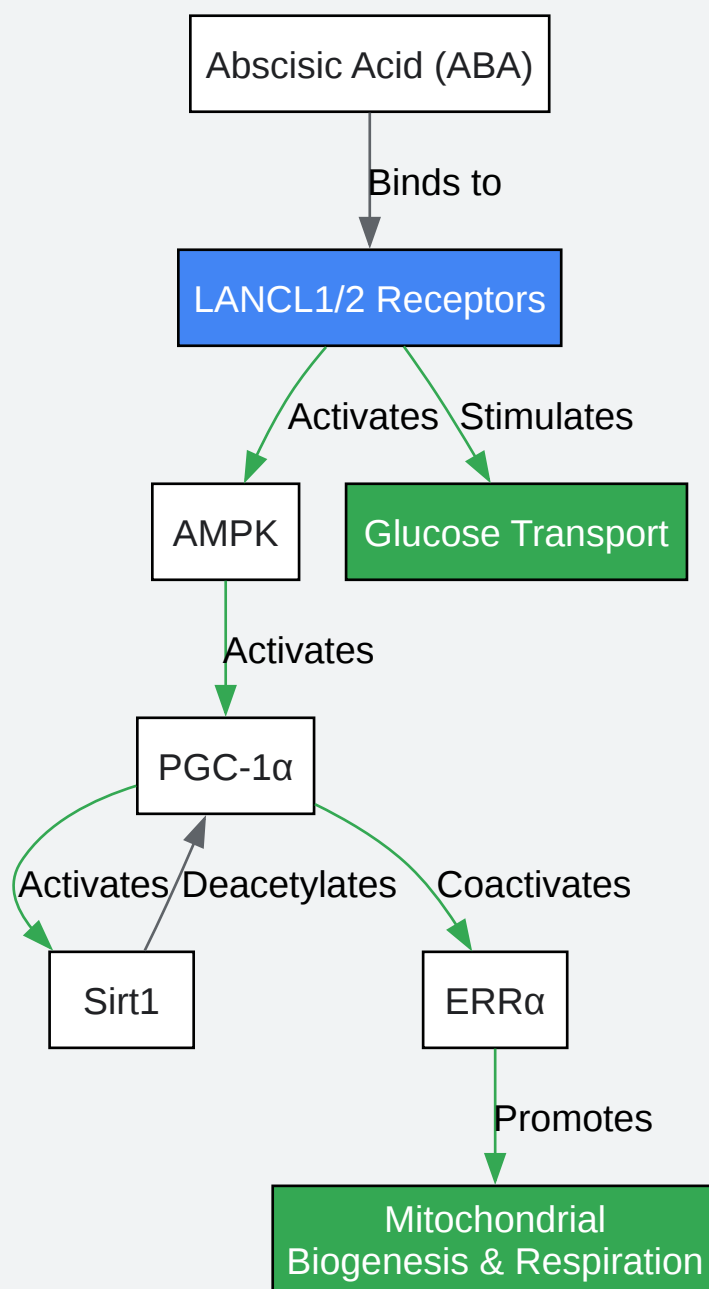 Abscisic Acid (ABA)
Binds to
LANCL1/2 Receptors
Activates
Stimulates
AMPK
Glucose Transport
Activates
PGC-1α
Activates
Deacetylates
Coactivates
Sirt1
ERRα
Promotes
Mitochondrial
Biogenesis & Respiration